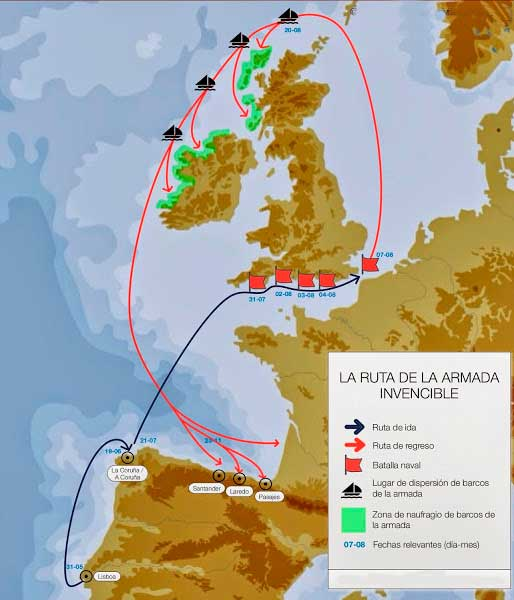 20-08
07-08
31-07
02-08
03-08
04-08
LA RUTA DE LA ARMADA
INVENCIBLE
Ruta de ida
Ruta de regreso
Batalla naval
Lugar de dispersión de barcos
de la armada
Zona de naufragio de barcos de
la armada
07-08 Fechas relevantes (día-mes)
19-06
21-07
La Coruña /
A Coruña
23-11
Santander
Laredo
Pasajes
31-05
Lisboa